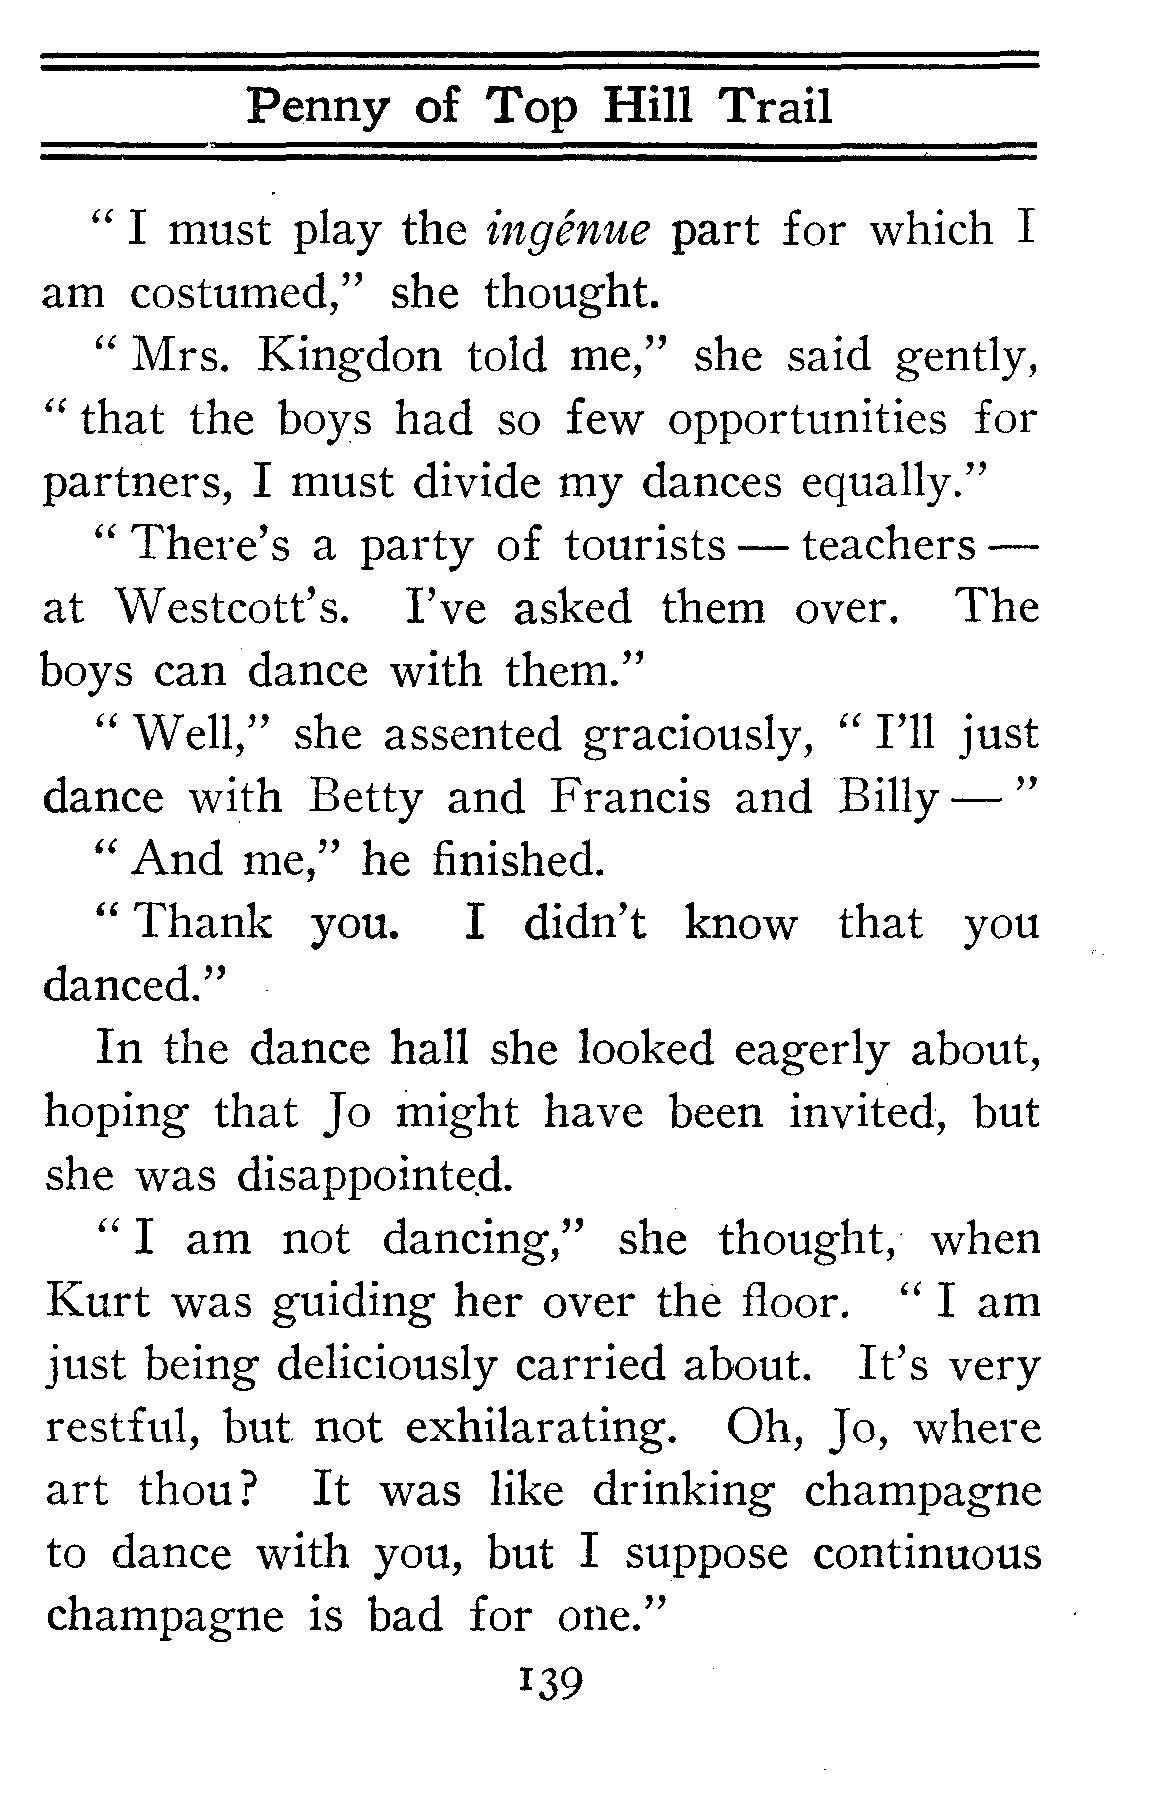 Penny of Top Hill Trail
“ I must play the ingénue part for which I
am costumed,” she thought.
“ Mrs. Kingdon told me,” she said gently,
“ that the boys had so few opportunities for
partners, I must divide my dances equally.”
“ There’s a party of tourists — teachers —
at Westcott’s. I’ve asked them over. The
boys can dance with them.”
“ Well,” she assented graciously, “ I’ll just
dance with Betty and Francis and Billy — ”
“ And me,” he finished.
“ Thank you. I didn’t know that you
danced.”
In the dance hall she looked eagerly about,
hoping that Jo might have been invited, but
she was disappointed.
“ I am not dancing,” she thought, when
Kurt was guiding her over the floor. “ I am
just being deliciously carried about. It’s very
restful, but not exhilarating. Oh, Jo, where
art thou? It was like drinking champagne
to dance with you, but I suppose continuous
champagne is bad for one.”
139